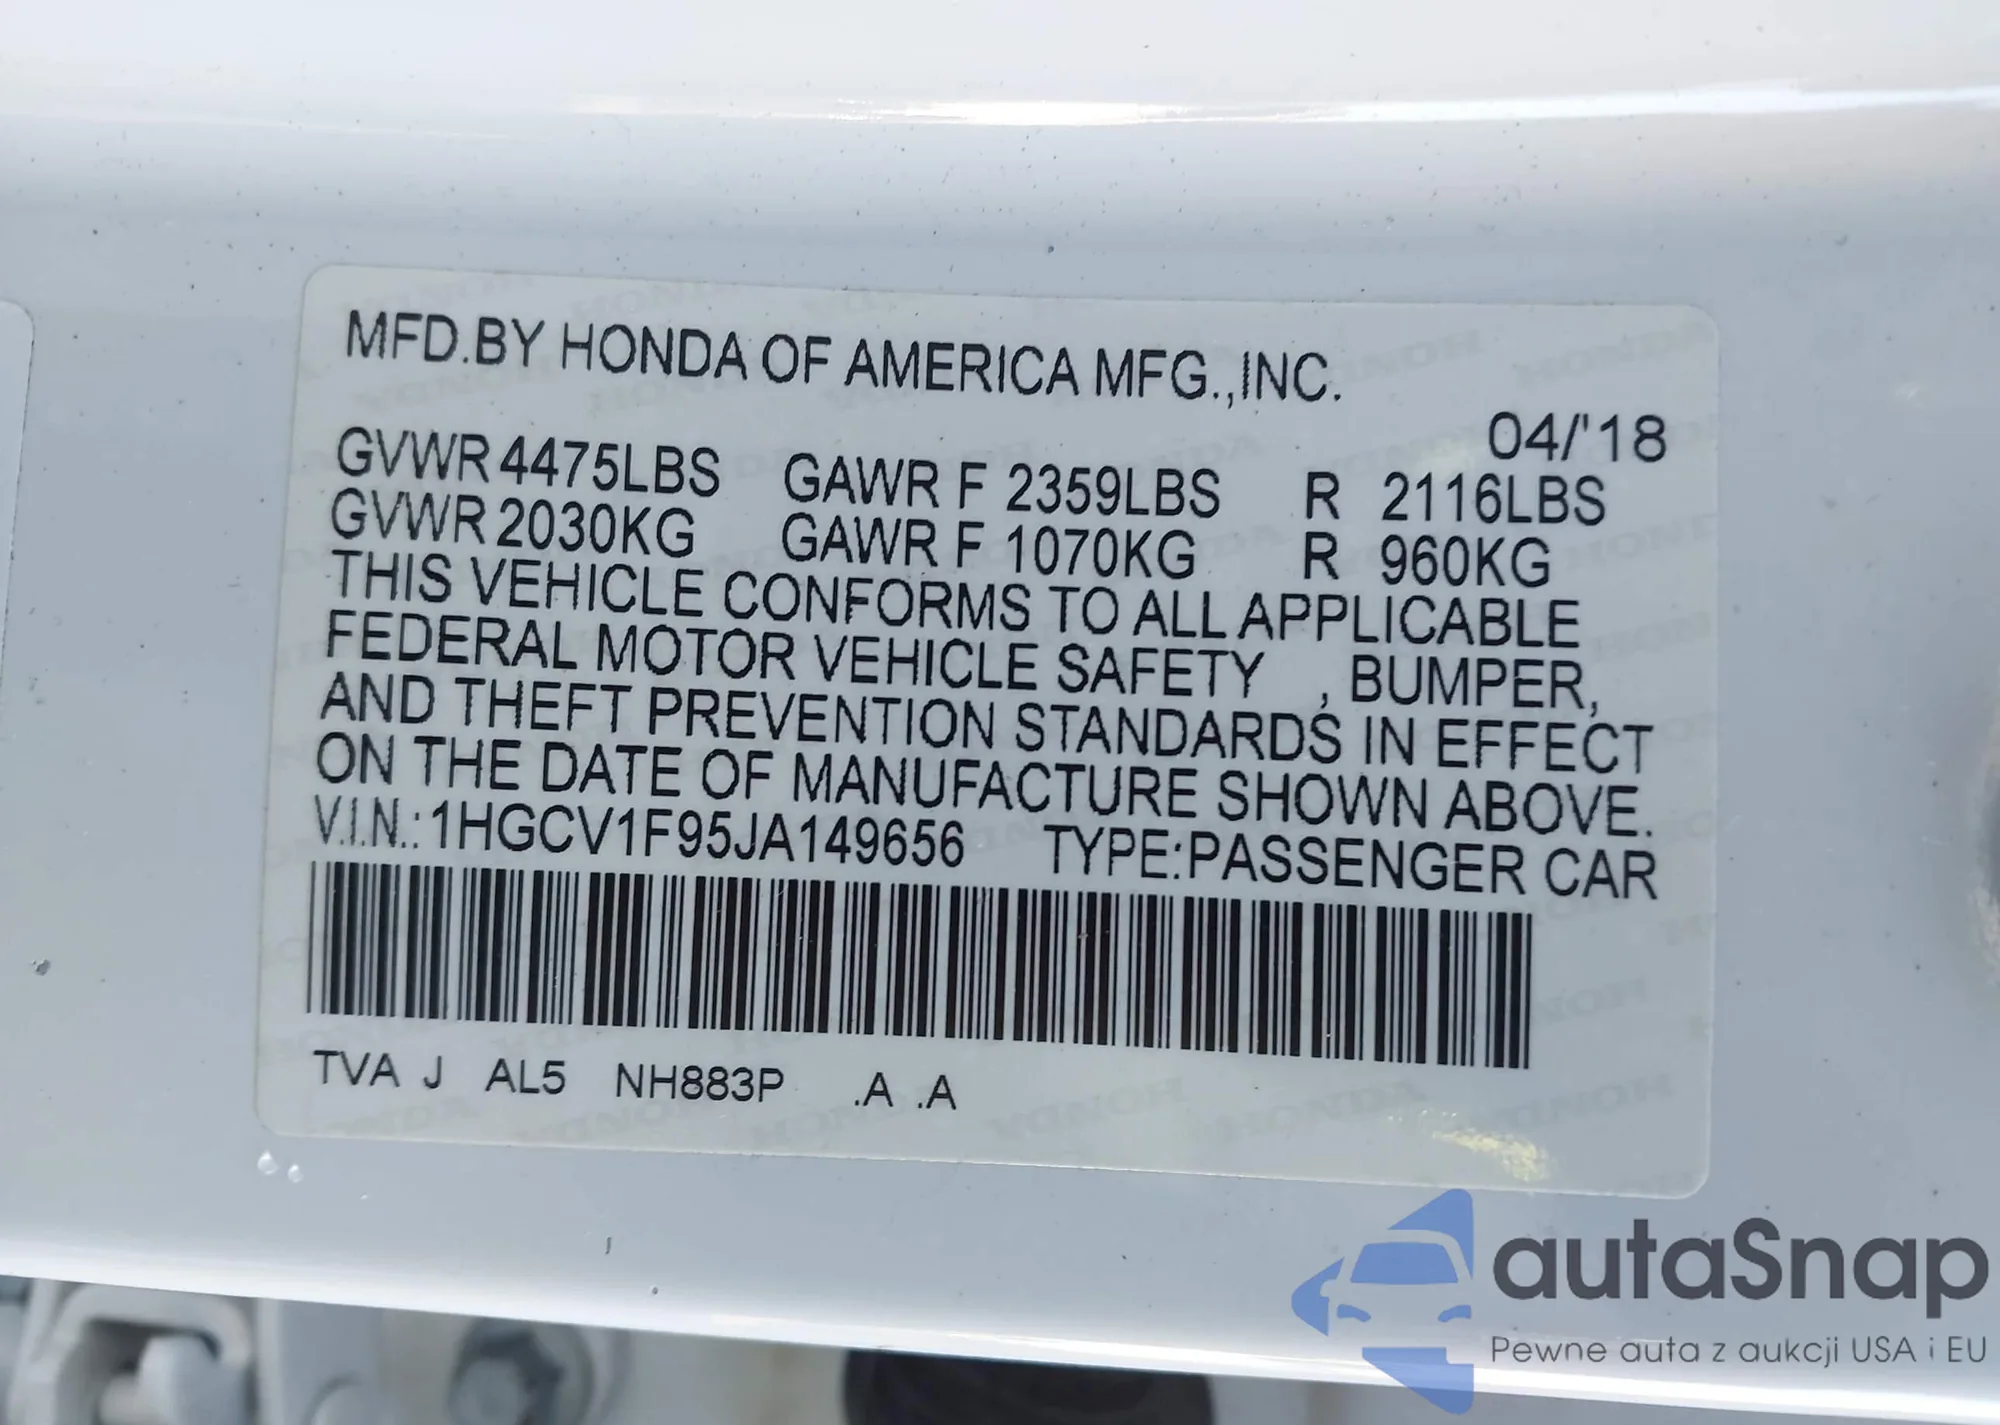 MFD.BY HONDA OF AMERICA MFG.,INC.
04/'18
GVWR 4475LBS GAWR F 2359LBS R 2116LBS
GVWR 2030KG GAWR F 1070KG R 960KG
THIS VEHICLE CONFORMS TO ALL APPLICABLE
FEDERAL MOTOR VEHICLE SAFETY , BUMPER,
AND THEFT PREVENTION STANDARDS IN EFFECT
ON THE DATE OF MANUFACTURE SHOWN ABOVE.
V.I.N.:1HGCV1F95JA149656 TYPE:PASSENGER CAR
TVA J AL5 NH883P .A .A
autaSnap
Pewne auta z aukcji USA i EU